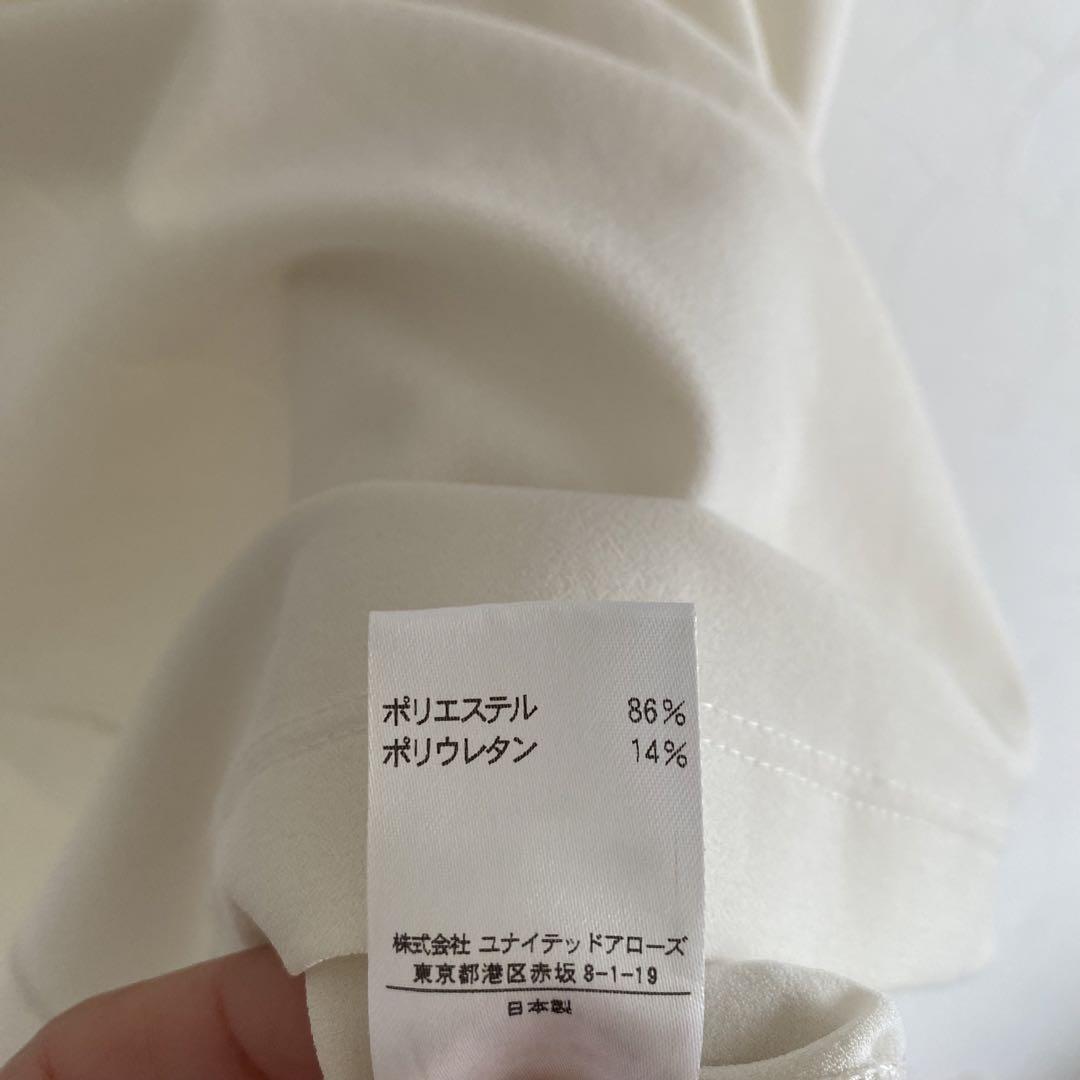 ポリエステル 86%
ポリウレタン 14%
株式会社 ユナイテッドアローズ
東京都港区赤坂 8-1-19
日本製